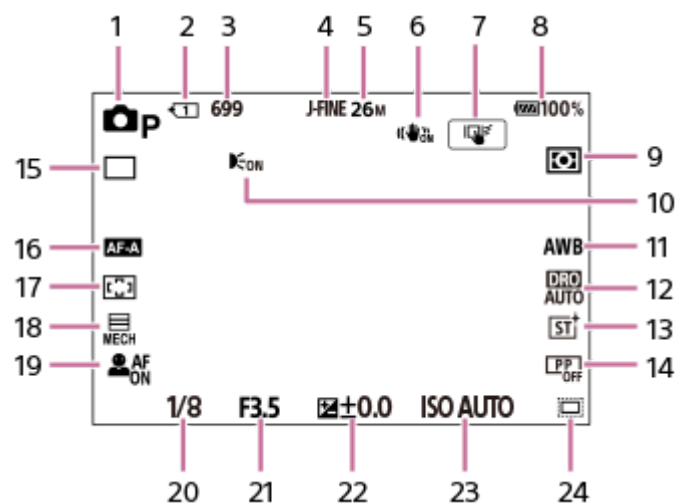 1 2 3 4 5 6 7 8
P 1 699 J-FINE 26M ON 100%
15 ON 9
10
16 AF-A AWB 11
17 DRO AUTO 12
18 MECH ST+ 13
19 AF ON PP OFF 14
1/8 F3.5 ±0.0 ISO AUTO
20 21 22 23 24